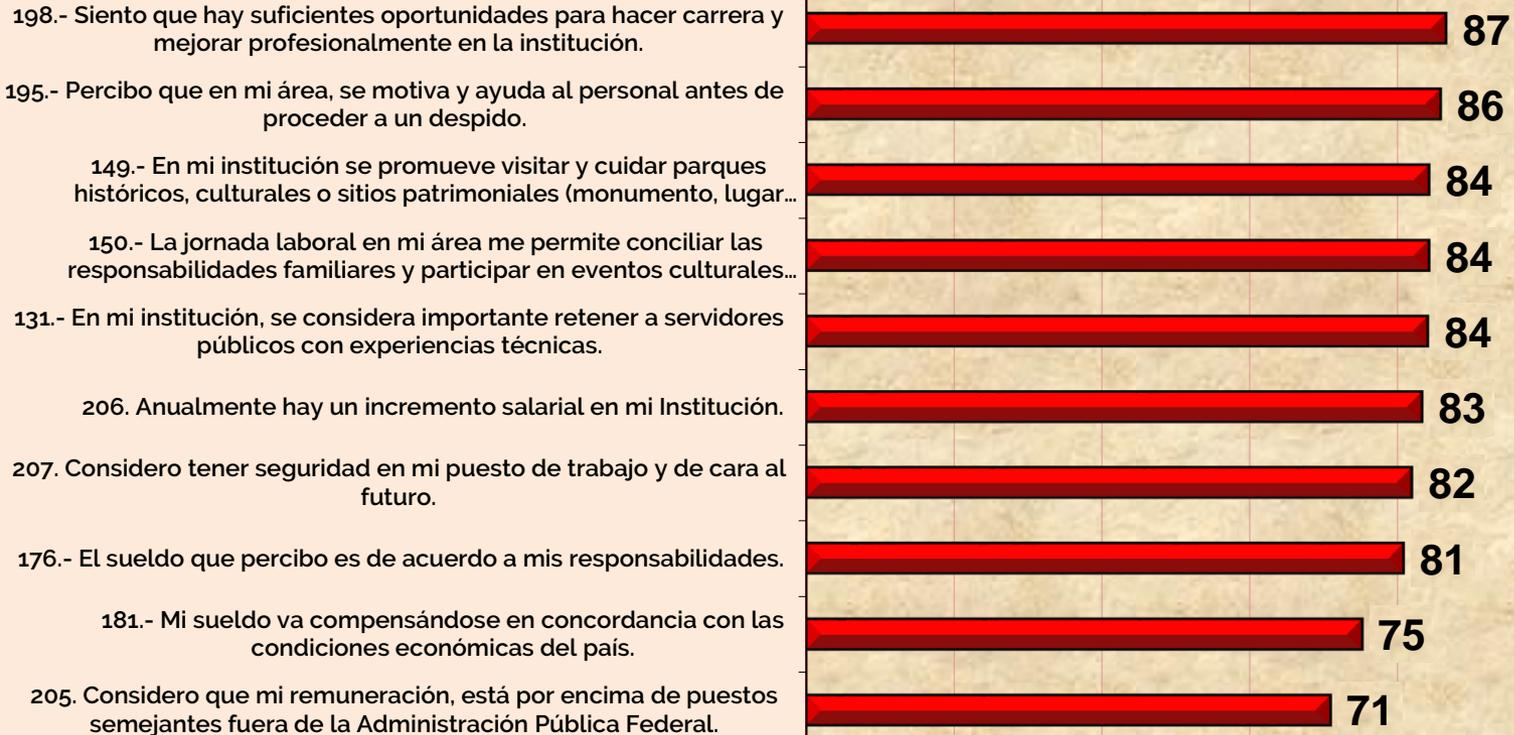 198.- Siento que hay suficientes oportunidades para hacer carrera y
mejorar profesionalmente en la institución.
87
195.- Percibo que en mi área, se motiva y ayuda al personal antes de
proceder a un despido.
86
149.- En mi institución se promueve visitar y cuidar parques
históricos, culturales o sitios patrimoniales (monumento, lugar...
84
150.- La jornada laboral en mi área me permite conciliar las
responsabilidades familiares y participar en eventos culturales...
84
131.- En mi institución, se considera importante retener a servidores
públicos con experiencias técnicas.
84
206. Anualmente hay un incremento salarial en mi Institución.
83
207. Considero tener seguridad en mi puesto de trabajo y de cara al
futuro.
82
176.- El sueldo que percibo es de acuerdo a mis responsabilidades.
81
181.- Mi sueldo va compensándose en concordancia con las
condiciones económicas del país.
75
205. Considero que mi remuneración, está por encima de puestos
semejantes fuera de la Administración Pública Federal.
71